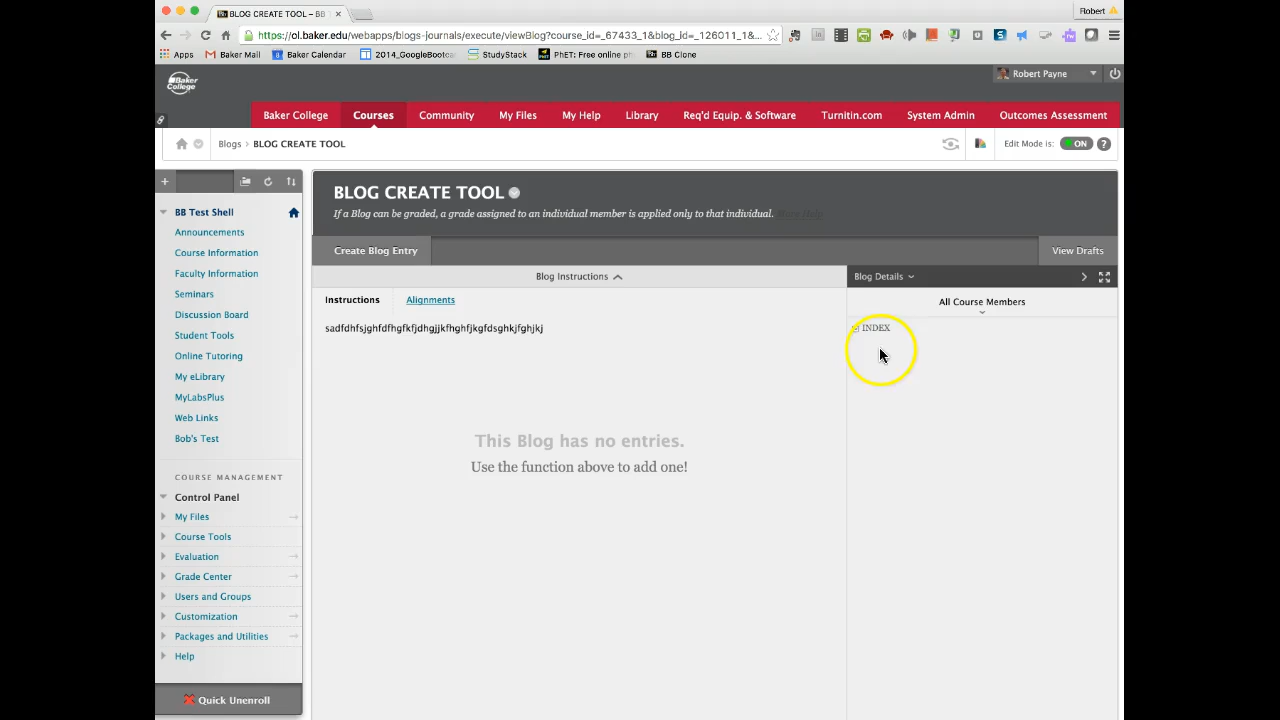 BLOG CREATE TOOL – BB T
Robert
https://ol.baker.edu/webapps/blogs-journals/execute/viewBlog?course_id=_67433_1&blog_id=_126011_1&...
Apps Baker Mail Baker Calendar 2014_GoogleBootca StudyStack PhET: Free online ph BB Clone
Baker College
Robert Payne
Baker College Courses Community My Files My Help Library Req'd Equip. & Software Turnitin.com System Admin Outcomes Assessment
Blogs > BLOG CREATE TOOL
Edit Mode is: ON ?
BLOG CREATE TOOL
If a Blog can be graded, a grade assigned to an individual member is applied only to that individual. More Help
Create Blog Entry
View Drafts
Blog Instructions
Blog Details
Instructions
Alignments
All Course Members
INDEX
This Blog has no entries.
Use the function above to add one!
BB Test Shell
Announcements
Course Information
Faculty Information
Seminars
Discussion Board
Student Tools
Online Tutoring
My eLibrary
MyLabsPlus
Web Links
Bob's Test
COURSE MANAGEMENT
Control Panel
My Files
Course Tools
Evaluation
Grade Center
Users and Groups
Customization
Packages and Utilities
Help
Quick Unenroll